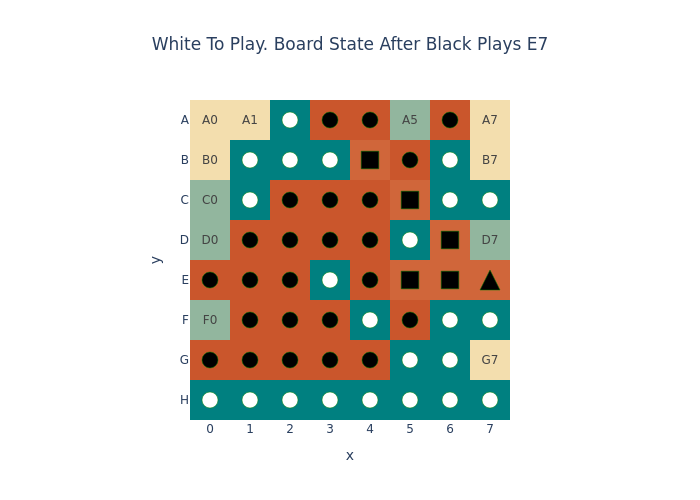 White To Play. Board State After Black Plays E7
A A0 A1 A5 A7
B B0 B7
C C0
D D0 D7
E
F F0
G G7
H
0 1 2 3 4 5 6 7
x
y